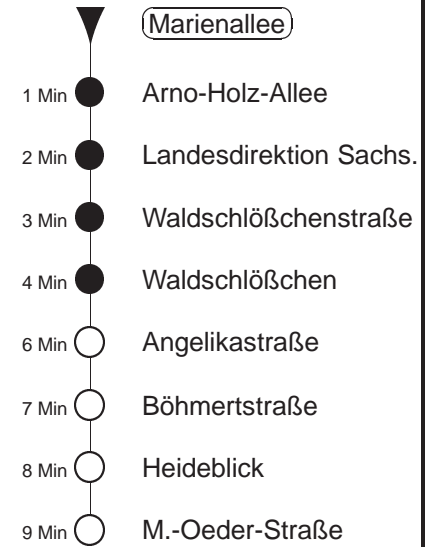 Marienallee
1 Min Arno-Holz-Allee
2 Min Landesdirektion Sachs.
3 Min Waldschlößchenstraße
4 Min Waldschlößchen
6 Min Angelikastraße
7 Min Böhmertstraße
8 Min Heideblick
9 Min M.-Oeder-Straße